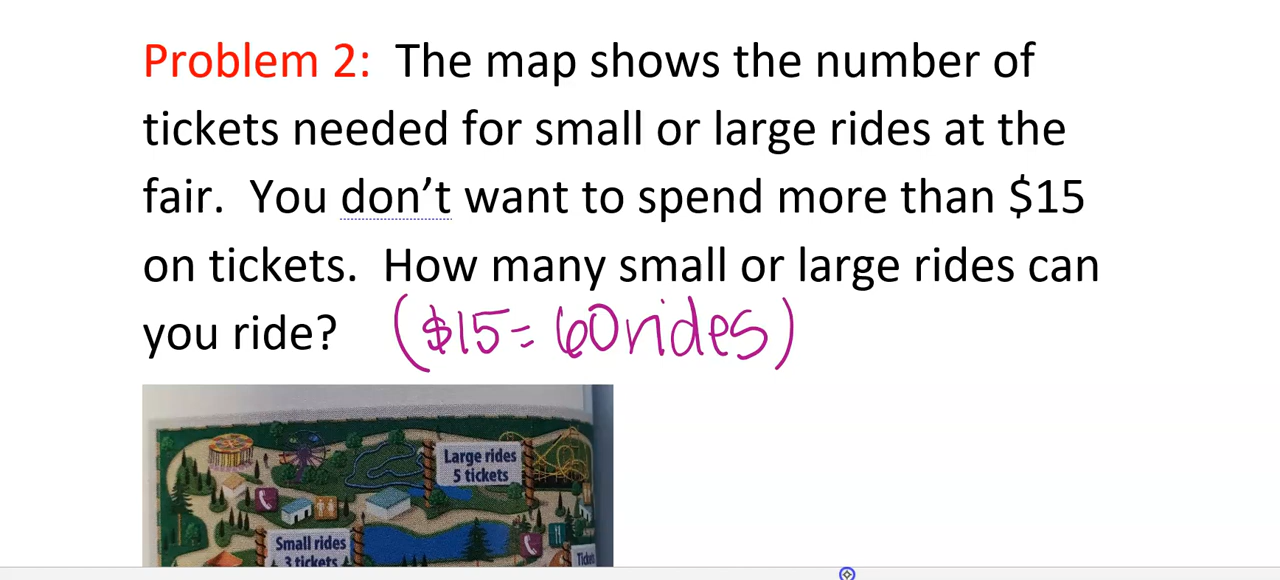 Problem 2: The map shows the number of
tickets needed for small or large rides at the
fair. You don’t want to spend more than $15
on tickets. How many small or large rides can
you ride? ($15 = 60 rides)
Large rides
5 tickets
Small rides
3 tickets